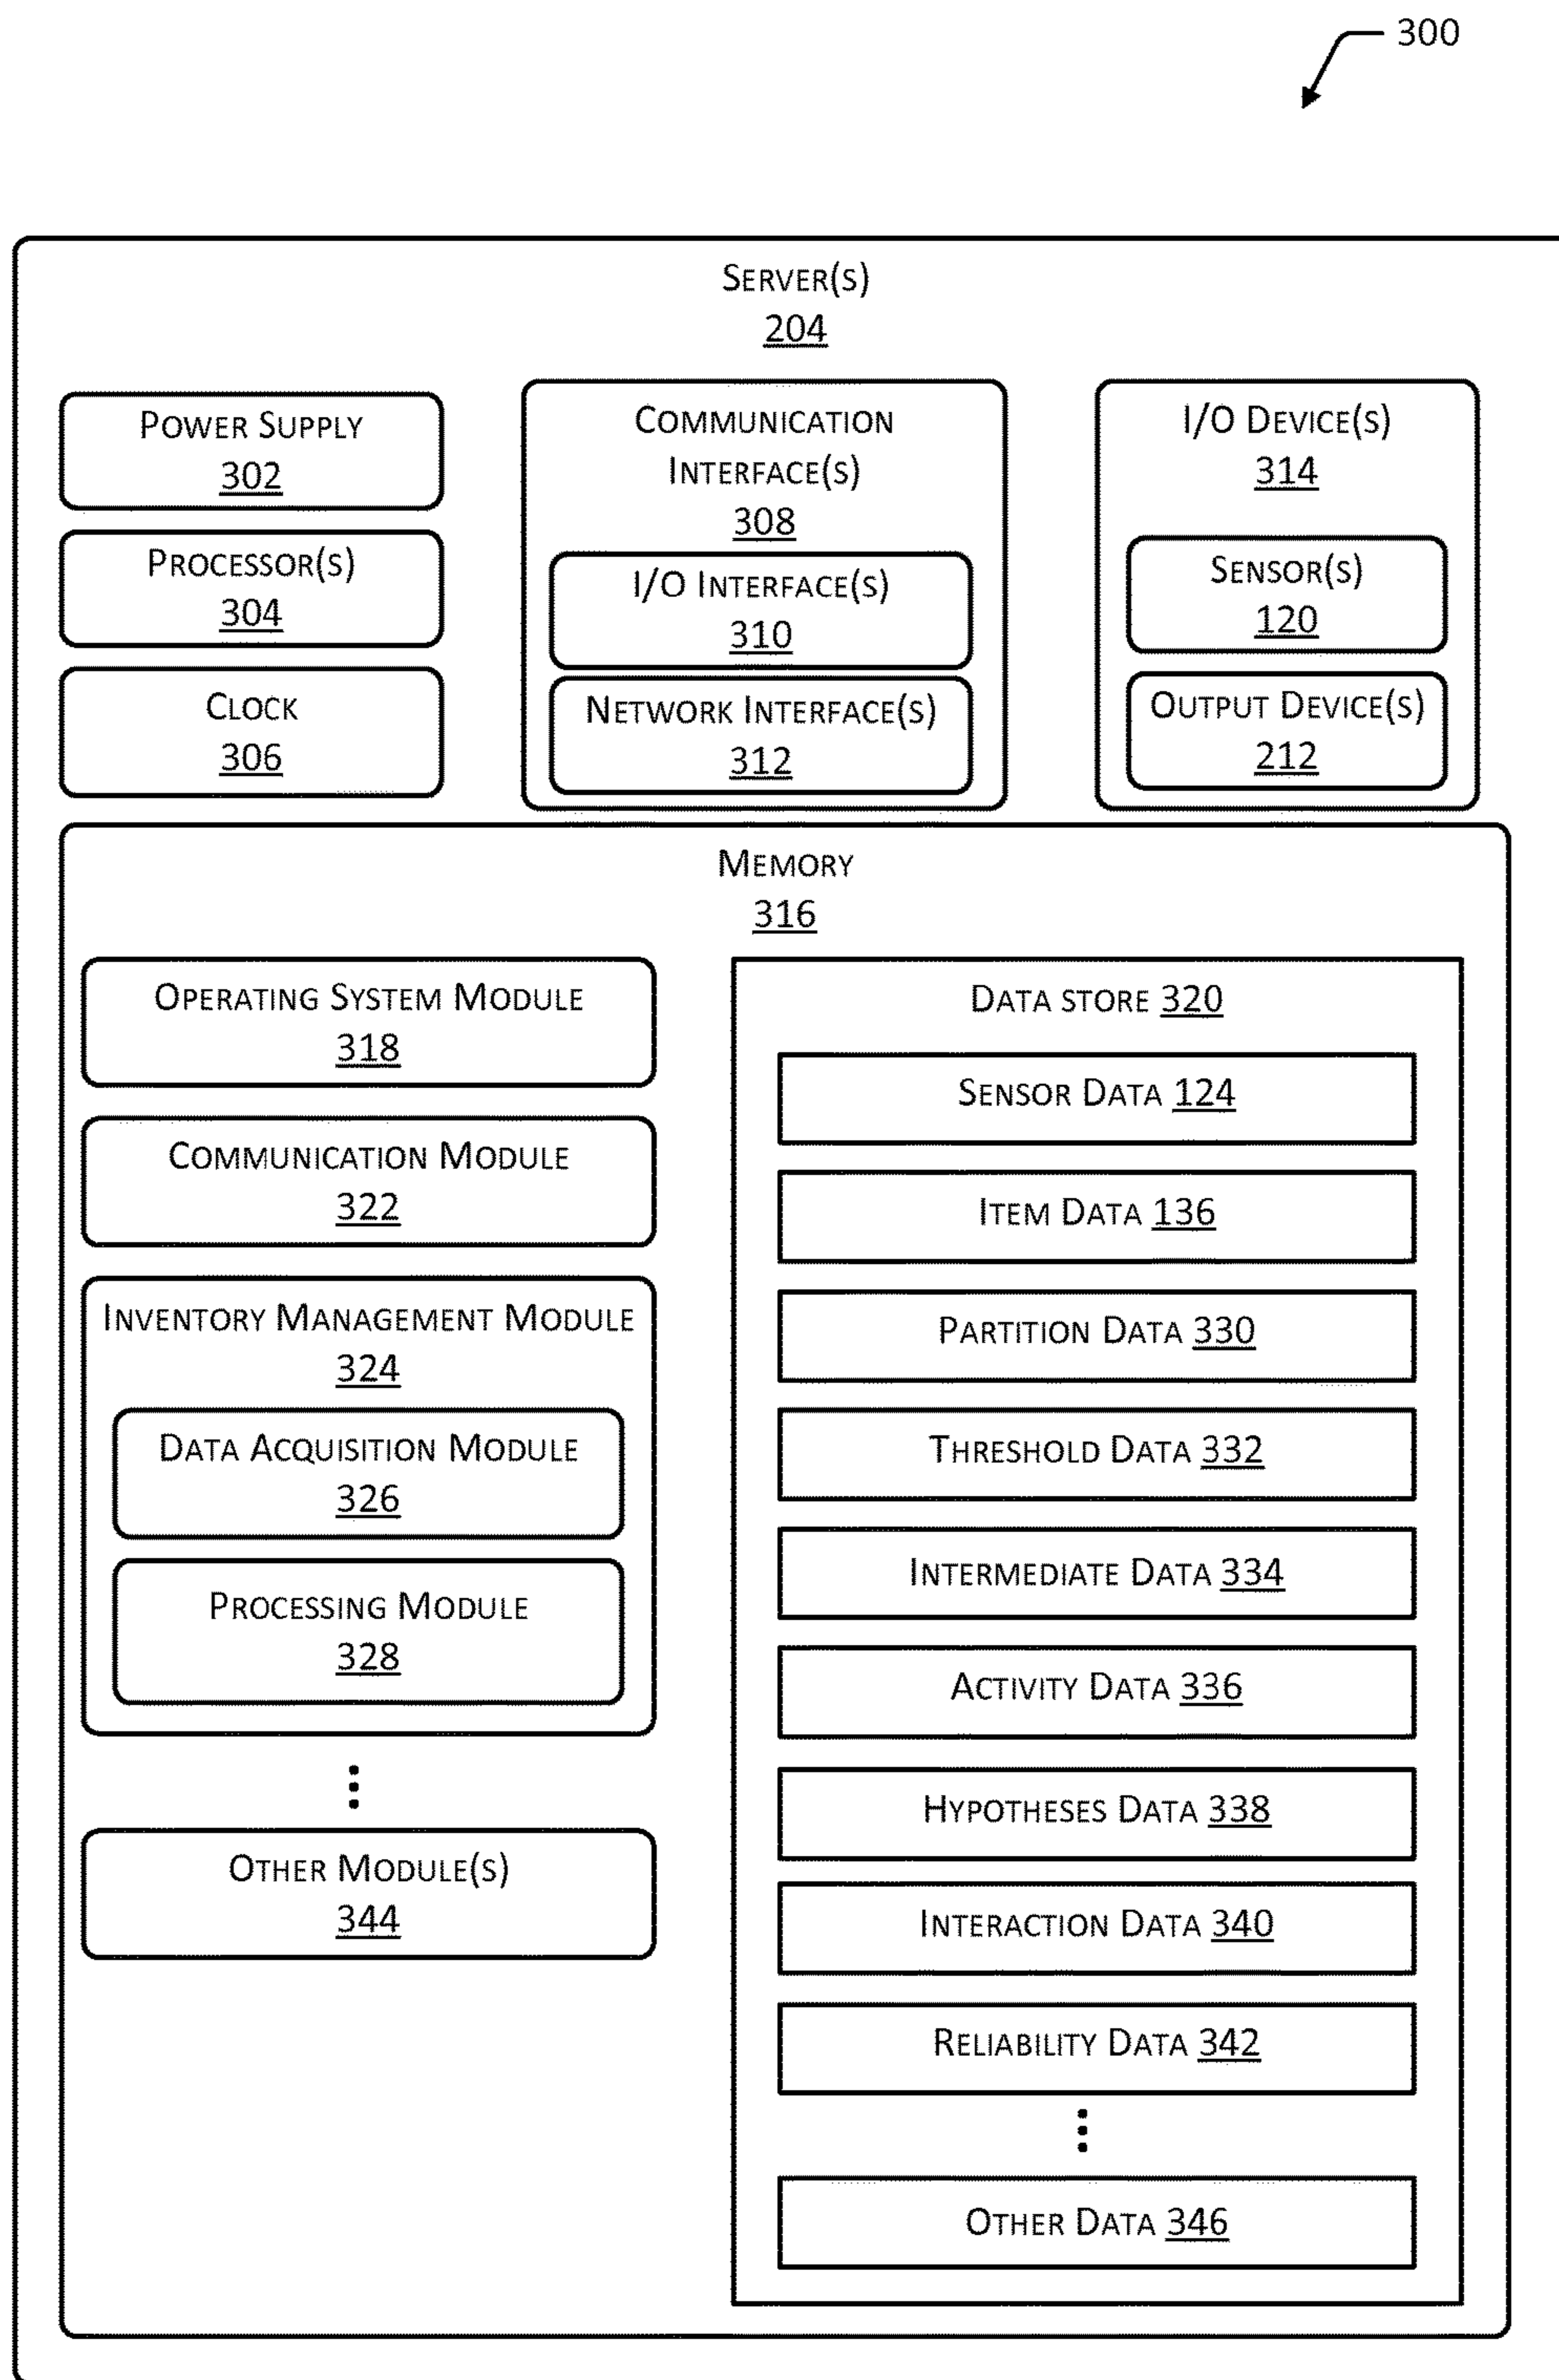 300
Server(s)
204
Power Supply
302
Processor(s)
304
Clock
306
Communication
Interface(s)
308
I/O Interface(s)
310
Network Interface(s)
312
I/O Device(s)
314
Sensor(s)
120
Output Device(s)
212
Memory
316
Operating System Module
318
Communication Module
322
Inventory Management Module
324
Data Acquisition Module
326
Processing Module
328
Other Module(s)
344
Data store 320
Sensor Data 124
Item Data 136
Partition Data 330
Threshold Data 332
Intermediate Data 334
Activity Data 336
Hypotheses Data 338
Interaction Data 340
Reliability Data 342
Other Data 346